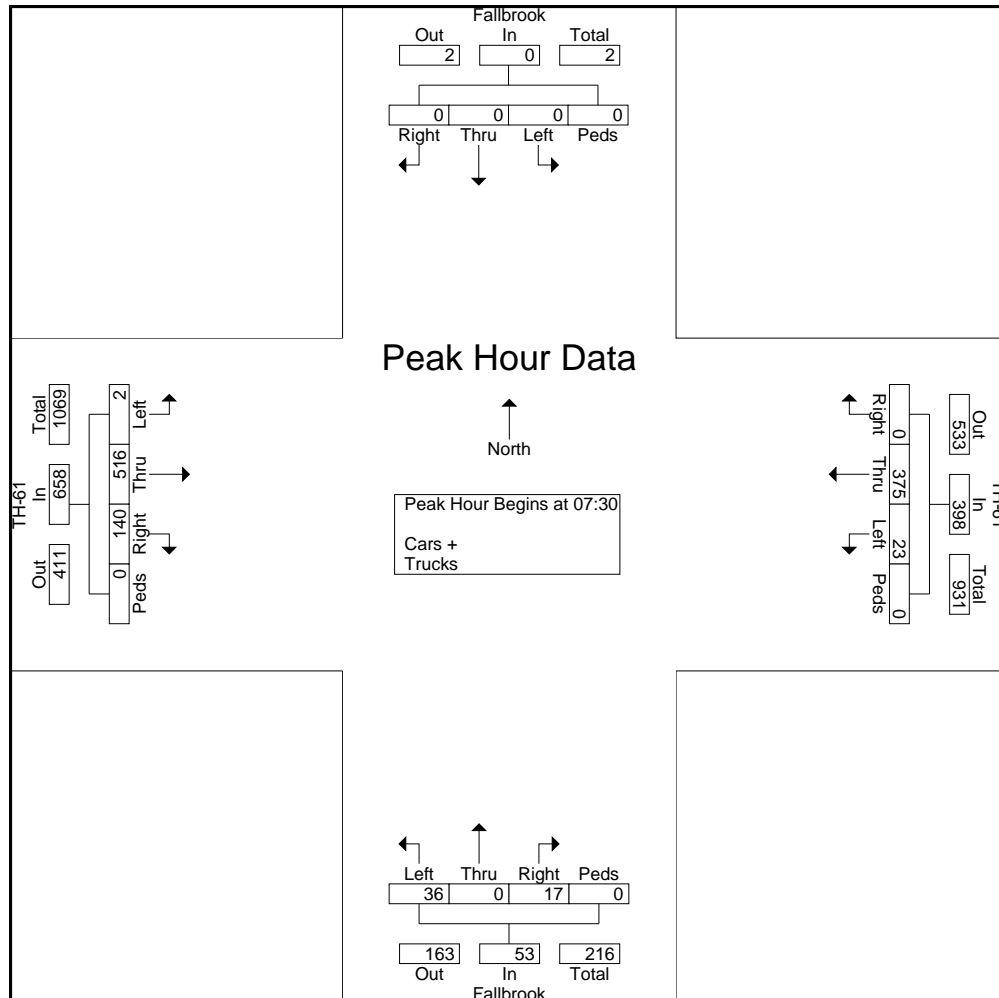 Fallbrook
Out In Total
2 0 2
0 0 0 0
Right Thru Left Peds
Peak Hour Data
North
Peak Hour Begins at 07:30
Cars +
Trucks
TH-61
Total In Out
1069 658 411
2 516 140 0
Left Thru Right Peds
Out In Total
533 398 931
0 375 23 0
Right Thru Left Peds
Left Thru Right Peds
36 0 17 0
163 53 216
Out In Total
Fallbrook